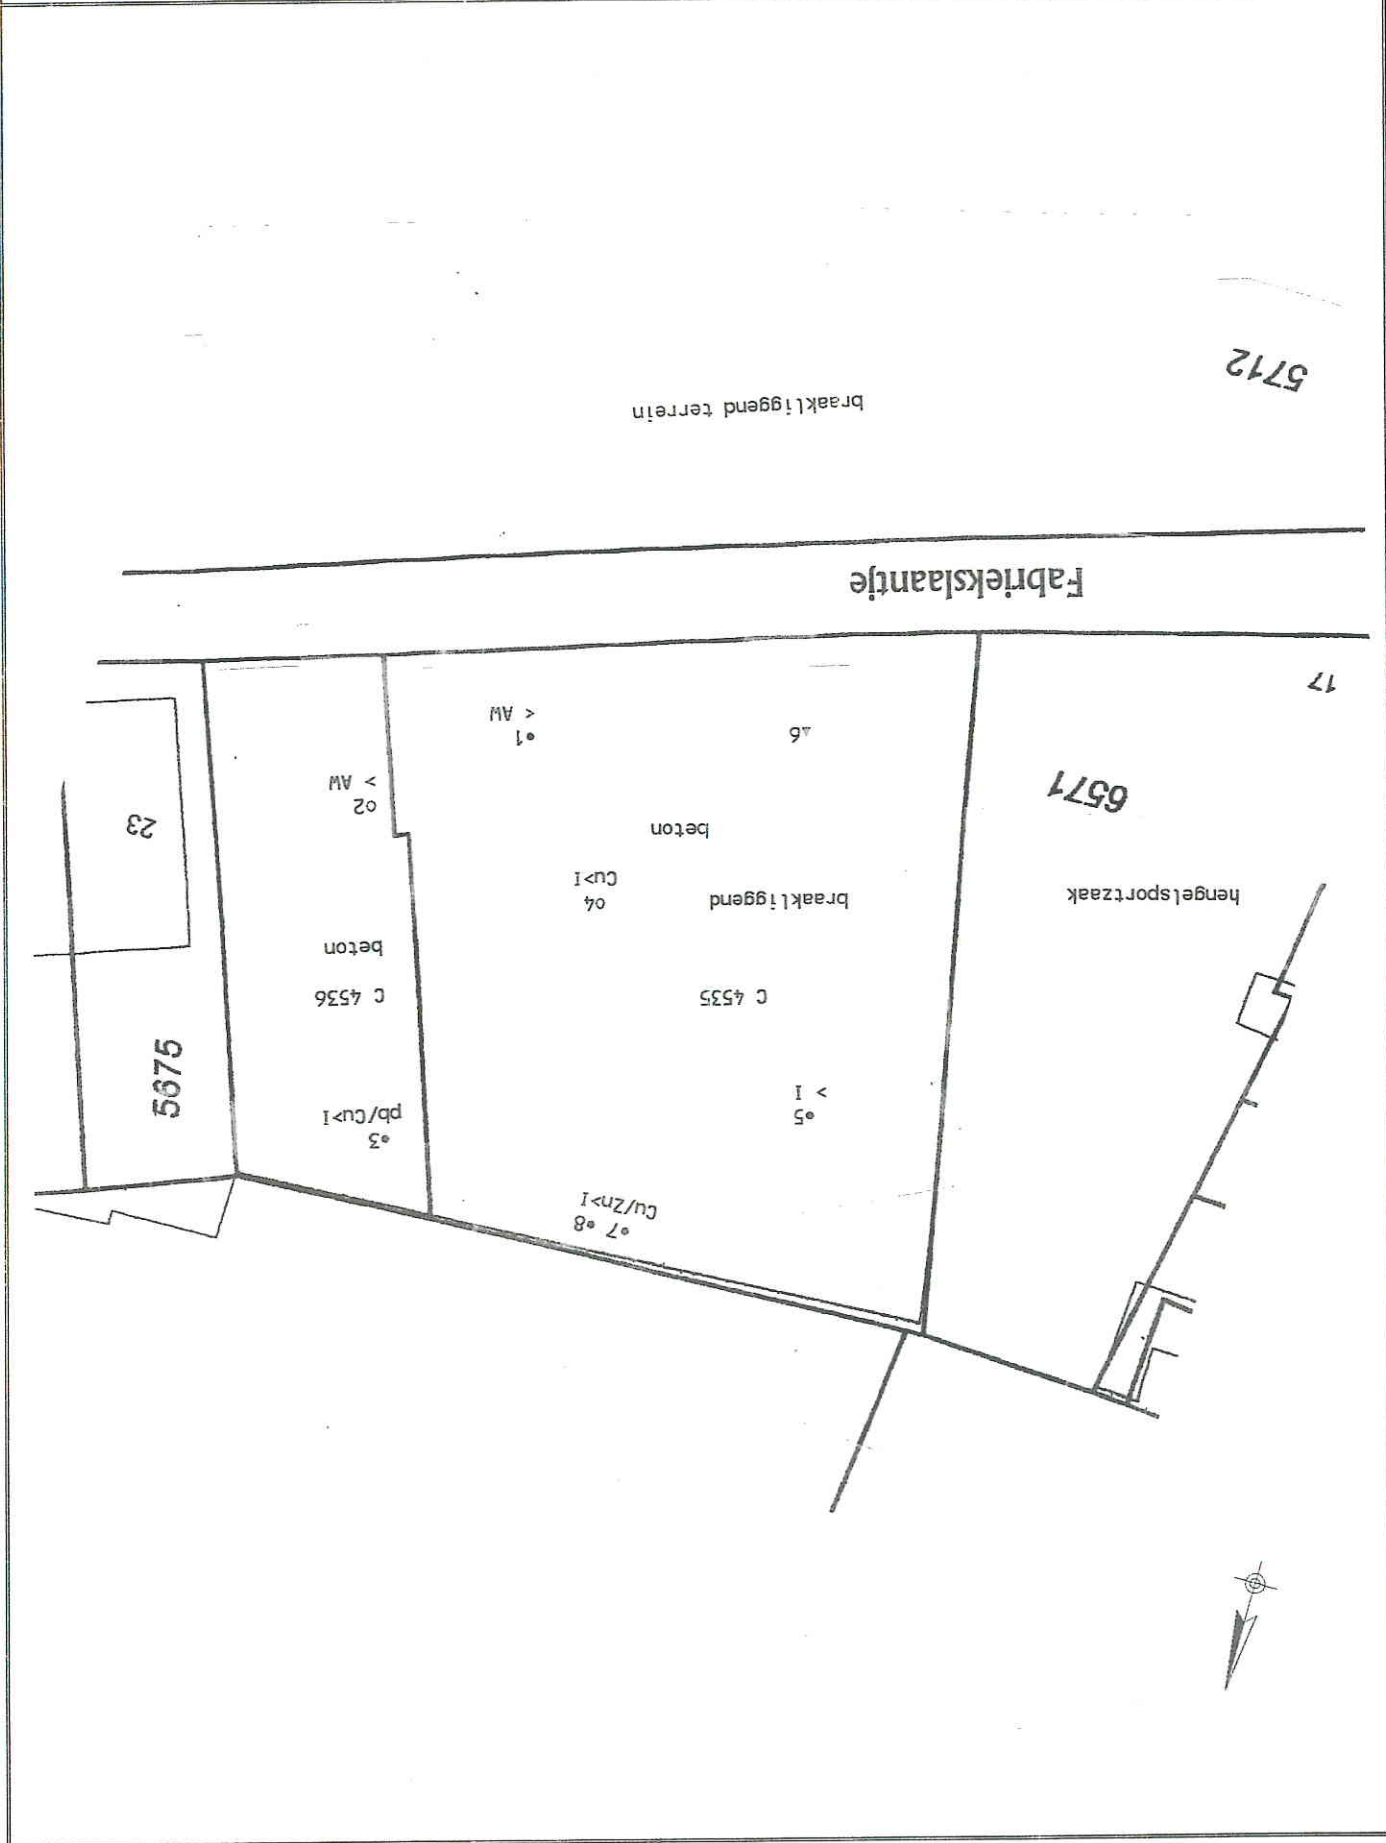 •7 •8
Cu/Zn>I
•3
pb/Cu>I
•5
> I
5675
C 4535
C 4536
beton
hengelsportzaak
braakliggend
o4
Cu>I
beton
23
6571
o2
> AW
▵6
•1
< AW
17
Fabriekslaantje
braakliggend terrein
5712